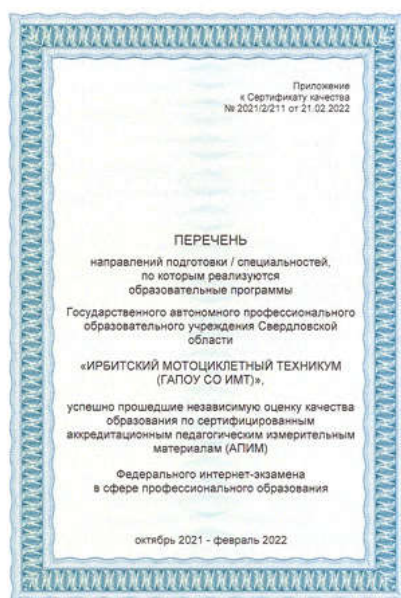 Приложение
к Сертификату качества
№ 2021/2/211 от 21.02.2022
ПЕРЕЧЕНЬ
направлений подготовки / специальностей,
по которым реализуются
образовательные программы
Государственного автономного профессионального
образовательного учреждения Свердловской
области
«ИРБИТСКИЙ МОТОЦИКЛЕТНЫЙ ТЕХНИКУМ
(ГАПОУ СО ИМТ)»,
успешно прошедшие независимую оценку качества
образования по сертифицированным
аккредитационным педагогическим измерительным
материалам (АПИМ)
Федерального интернет-экзамена
в сфере профессионального образования
октябрь 2021 - февраль 2022